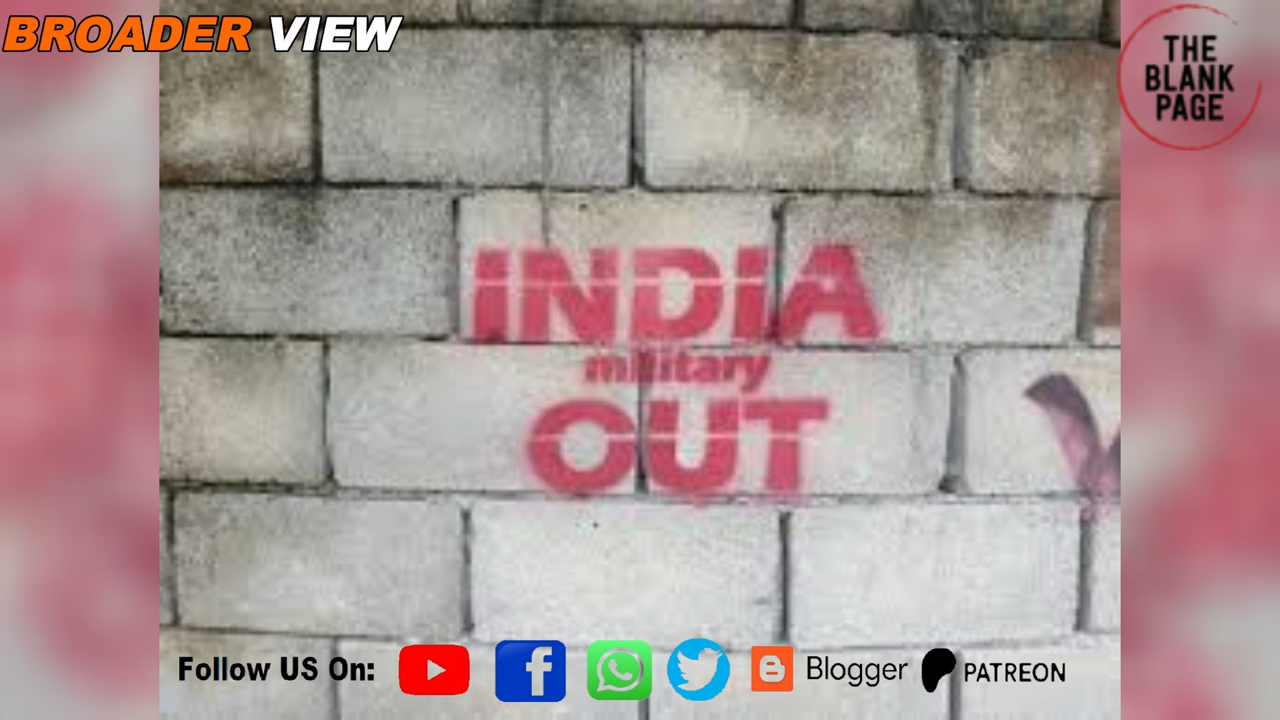 BROADER VIEW
THE
BLANK
PAGE
INDIA
military
OUT
Follow US On:
Blogger
PATREON